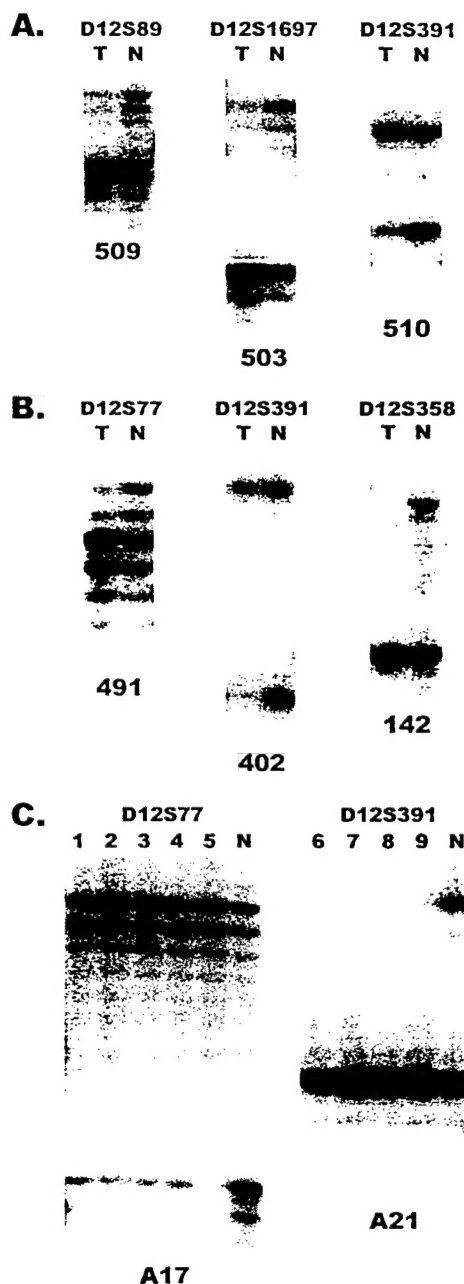 A. D12S89 D12S1697 D12S391
T N T N T N
509
503
510
B. D12S77 D12S391 D12S358
T N T N T N
491
402
142
C. D12S77 D12S391
1 2 3 4 5 N 6 7 8 9 N
A17
A21